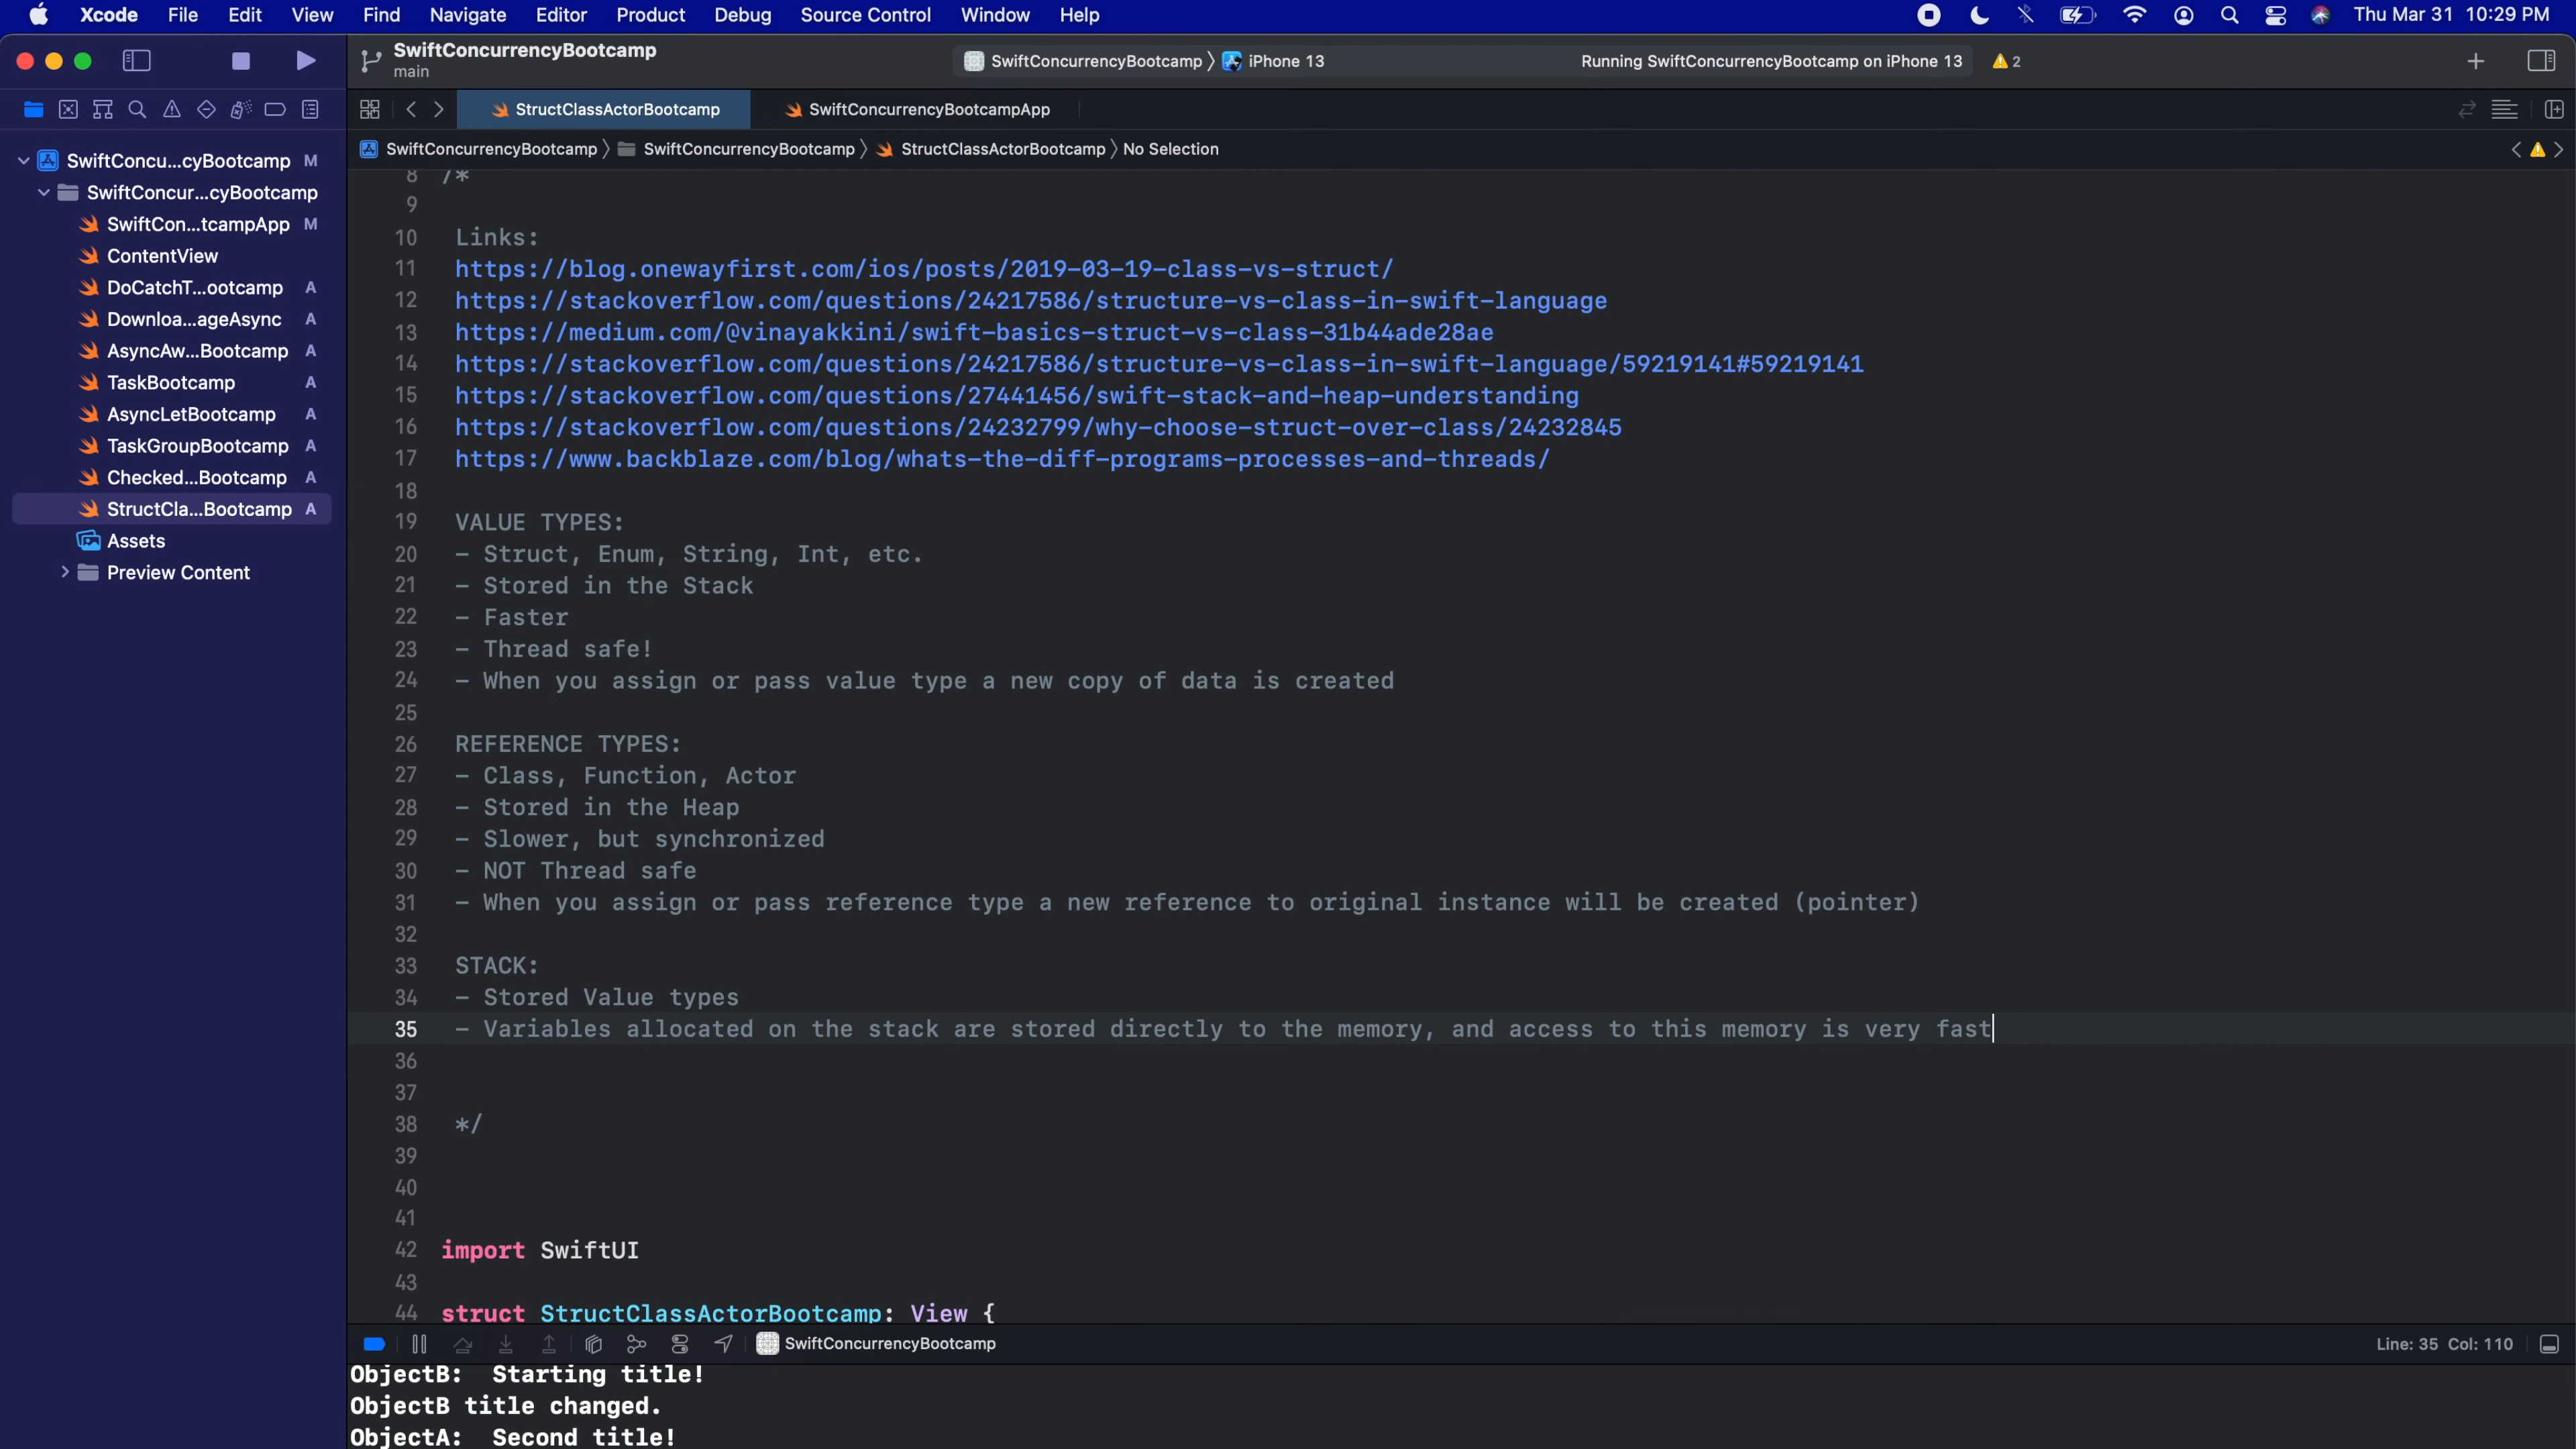 Xcode File Edit View Find Navigate Editor Product Debug Source Control Window Help Thu Mar 31 10:29 PM
SwiftConcurrencyBootcamp
main
SwiftConcurrencyBootcamp 〉 iPhone 13 Running SwiftConcurrencyBootcamp on iPhone 13 2
StructClassActorBootcamp SwiftConcurrencyBootcampApp
SwiftConcurrencyBootcamp 〉 SwiftConcurrencyBootcamp 〉 StructClassActorBootcamp 〉 No Selection
SwiftConcu...cyBootcamp M
SwiftConcur...cyBootcamp
SwiftCon...tcampApp M
ContentView
DoCatchT...ootcamp A
Downloa...ageAsync A
AsyncAw...Bootcamp A
TaskBootcamp A
AsyncLetBootcamp A
TaskGroupBootcamp A
Checked...Bootcamp A
StructCla...Bootcamp A
Assets
Preview Content
8 /*
9
10 Links:
11 https://blog.onewayfirst.com/ios/posts/2019-03-19-class-vs-struct/
12 https://stackoverflow.com/questions/24217586/structure-vs-class-in-swift-language
13 https://medium.com/@vinayakkini/swift-basics-struct-vs-class-31b44ade28ae
14 https://stackoverflow.com/questions/24217586/structure-vs-class-in-swift-language/59219141#59219141
15 https://stackoverflow.com/questions/27441456/swift-stack-and-heap-understanding
16 https://stackoverflow.com/questions/24232799/why-choose-struct-over-class/24232845
17 https://www.backblaze.com/blog/whats-the-diff-programs-processes-and-threads/
18
19 VALUE TYPES:
20 - Struct, Enum, String, Int, etc.
21 - Stored in the Stack
22 - Faster
23 - Thread safe!
24 - When you assign or pass value type a new copy of data is created
25
26 REFERENCE TYPES:
27 - Class, Function, Actor
28 - Stored in the Heap
29 - Slower, but synchronized
30 - NOT Thread safe
31 - When you assign or pass reference type a new reference to original instance will be created (pointer)
32
33 STACK:
34 - Stored Value types
35 - Variables allocated on the stack are stored directly to the memory, and access to this memory is very fast
36
37
38 */
39
40
41
42 import SwiftUI
43
44 struct StructClassActorBootcamp: View {
SwiftConcurrencyBootcamp Line: 35 Col: 110
ObjectB: Starting title!
ObjectB title changed.
ObjectA: Second title!